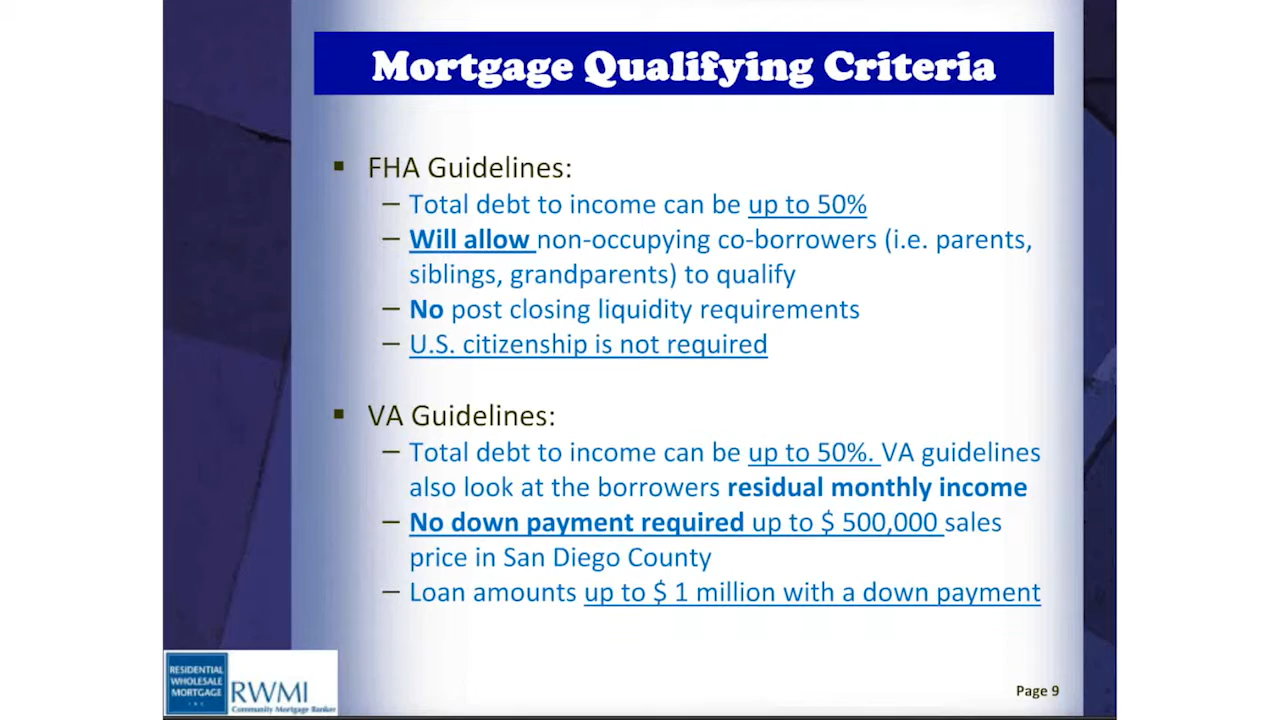 Mortgage Qualifying Criteria
▪ FHA Guidelines:
– Total debt to income can be up to 50%
– Will allow non-occupying co-borrowers (i.e. parents,
siblings, grandparents) to qualify
– No post closing liquidity requirements
– U.S. citizenship is not required
▪ VA Guidelines:
– Total debt to income can be up to 50%. VA guidelines
also look at the borrowers residual monthly income
– No down payment required up to $ 500,000 sales
price in San Diego County
– Loan amounts up to $ 1 million with a down payment
RESIDENTIAL
WHOLESALE
MORTGAGE
INC
RWMI
Community Mortgage Banker
Page 9